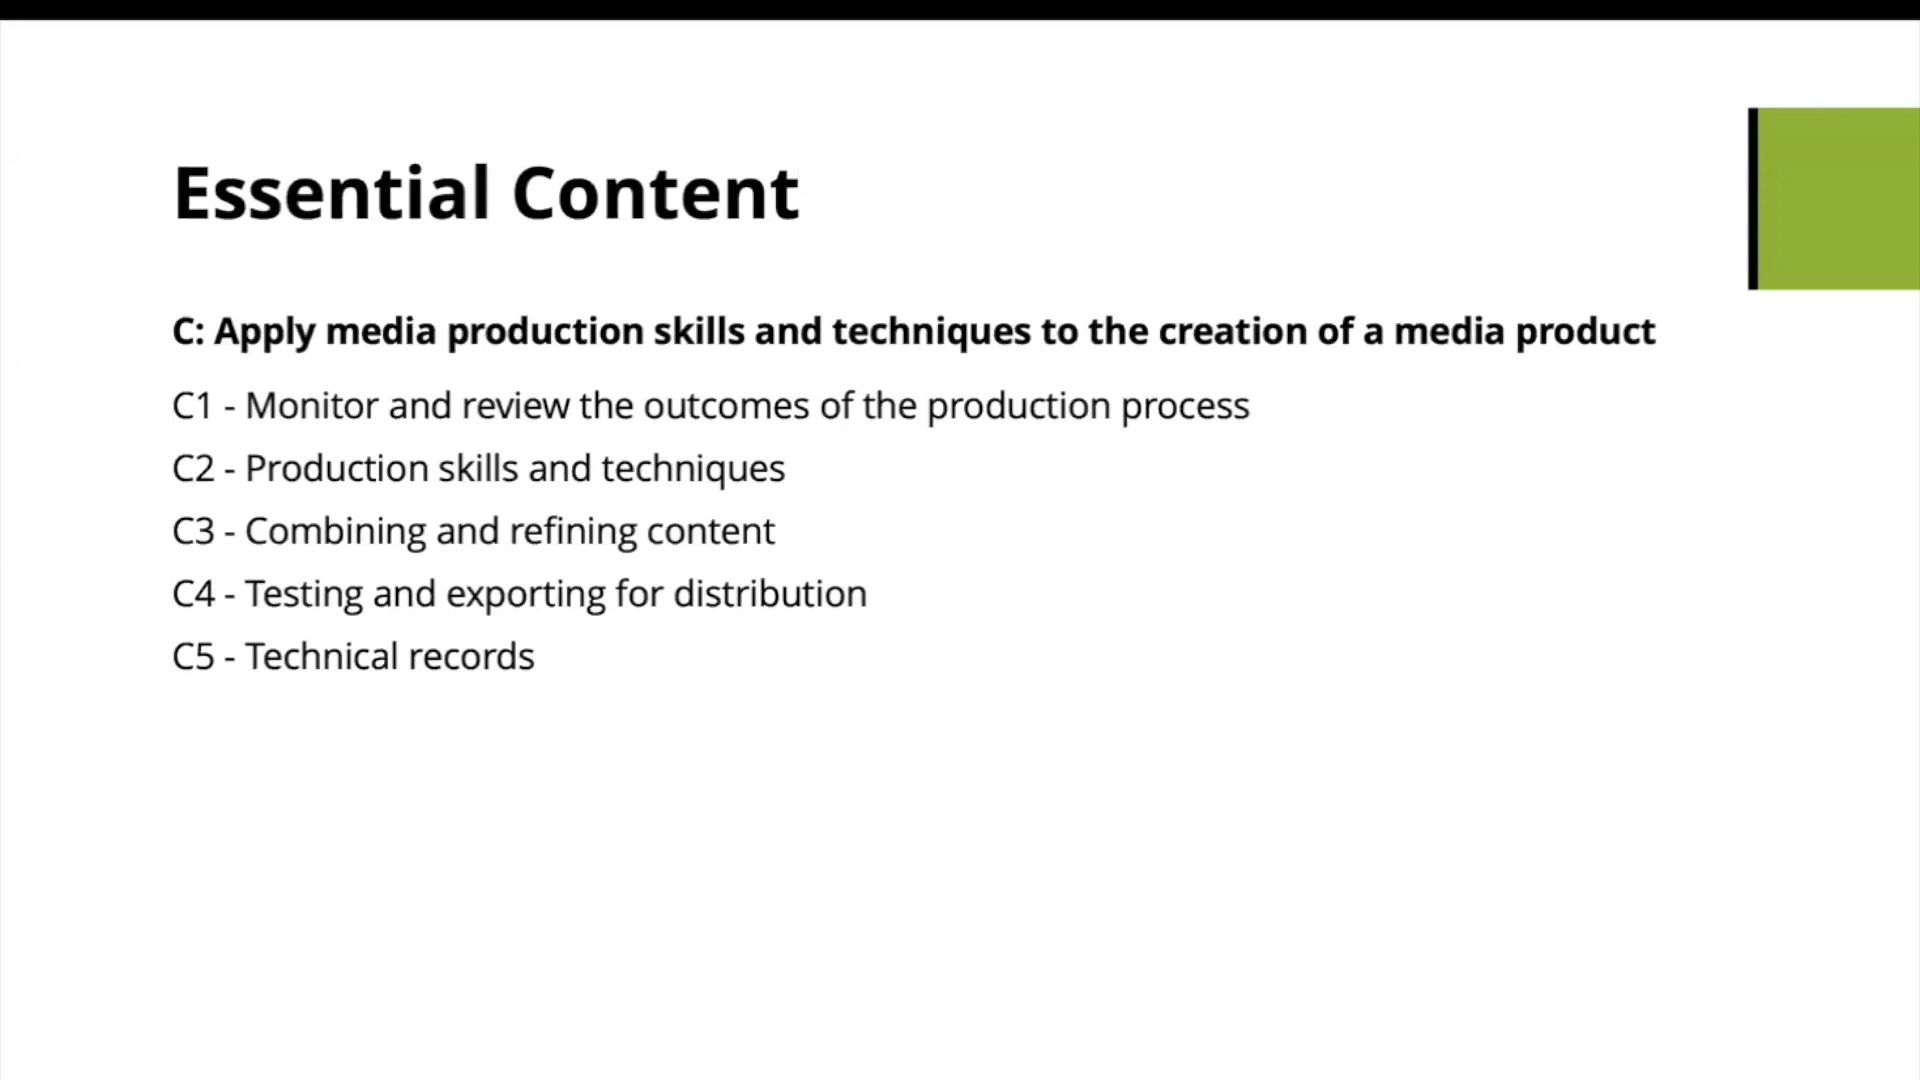 Essential Content
C: Apply media production skills and techniques to the creation of a media product
C1 - Monitor and review the outcomes of the production process
C2 - Production skills and techniques
C3 - Combining and refining content
C4 - Testing and exporting for distribution
C5 - Technical records